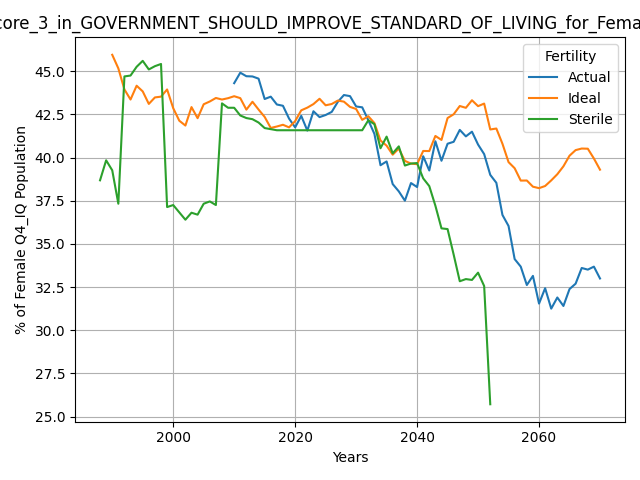 core_3_in_GOVERNMENT_SHOULD_IMPROVE_STANDARD_OF_LIVING_for_Fema
Fertility
Actual
Ideal
Sterile
45.0
42.5
40.0
37.5
35.0
32.5
30.0
27.5
25.0
% of Female Q4_IQ Population
2000
2020
2040
2060
Years